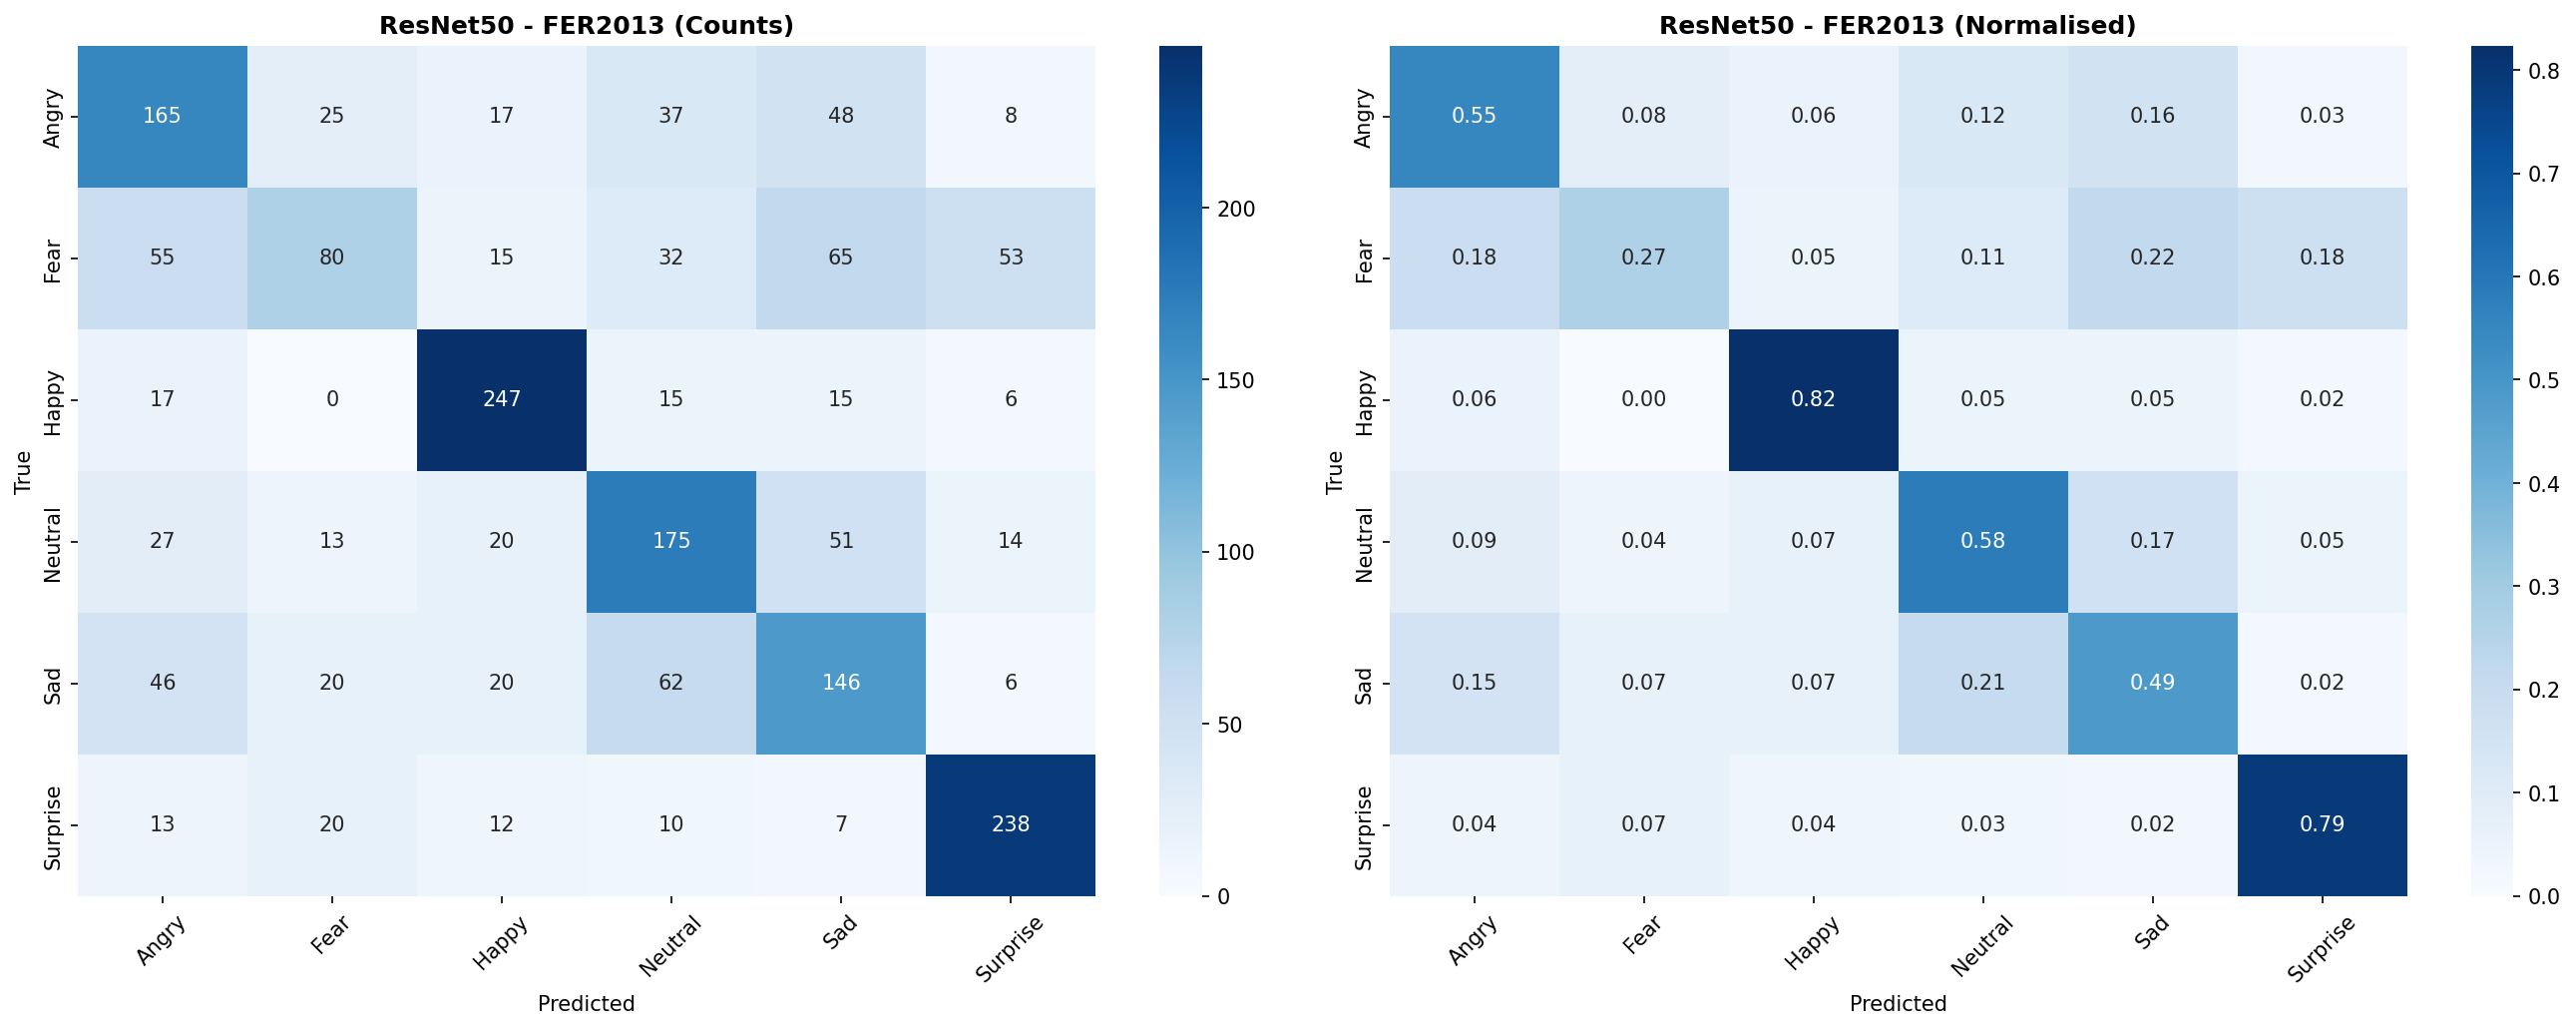 ResNet50 - FER2013 (Counts)
True
Angry 165 25 17 37 48 8
Fear 55 80 15 32 65 53
Happy 17 0 247 15 15 6
Neutral 27 13 20 175 51 14
Sad 46 20 20 62 146 6
Surprise 13 20 12 10 7 238
Angry Fear Happy Neutral Sad Surprise
Predicted
200
150
100
50
0
ResNet50 - FER2013 (Normalised)
True
Angry 0.55 0.08 0.06 0.12 0.16 0.03
Fear 0.18 0.27 0.05 0.11 0.22 0.18
Happy 0.06 0.00 0.82 0.05 0.05 0.02
Neutral 0.09 0.04 0.07 0.58 0.17 0.05
Sad 0.15 0.07 0.07 0.21 0.49 0.02
Surprise 0.04 0.07 0.04 0.03 0.02 0.79
Angry Fear Happy Neutral Sad Surprise
Predicted
0.8
0.7
0.6
0.5
0.4
0.3
0.2
0.1
0.0